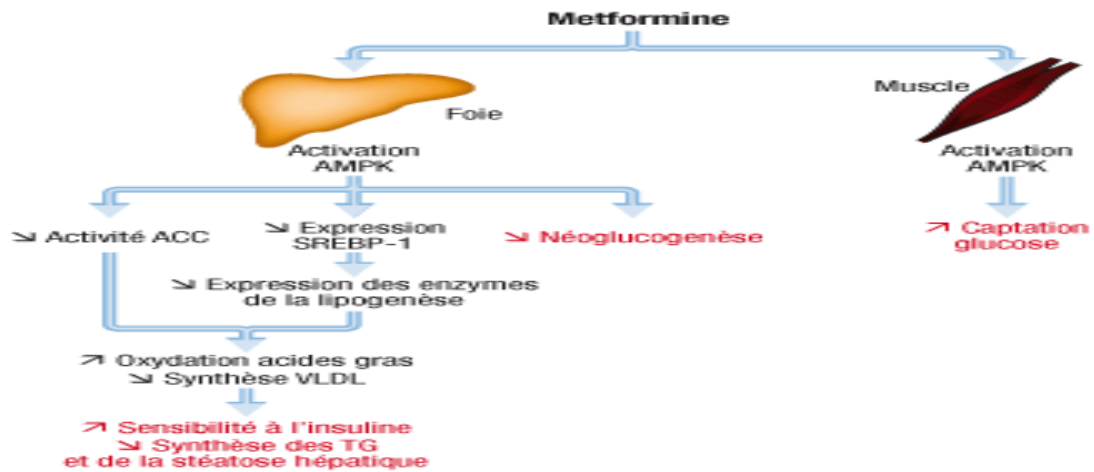 Metformine
Foie
Muscle
Activation
AMPK
Activation
AMPK
↘ Activité ACC
↘ Expression
SREBP-1
↘ Néoglucogenèse
↗ Captation
glucose
↘ Expression des enzymes
de la lipogenèse
↗ Oxydation acides gras
↘ Synthèse VLDL
↗ Sensibilité à l'insuline
↘ Synthèse des TG
et de la stéatose hépatique